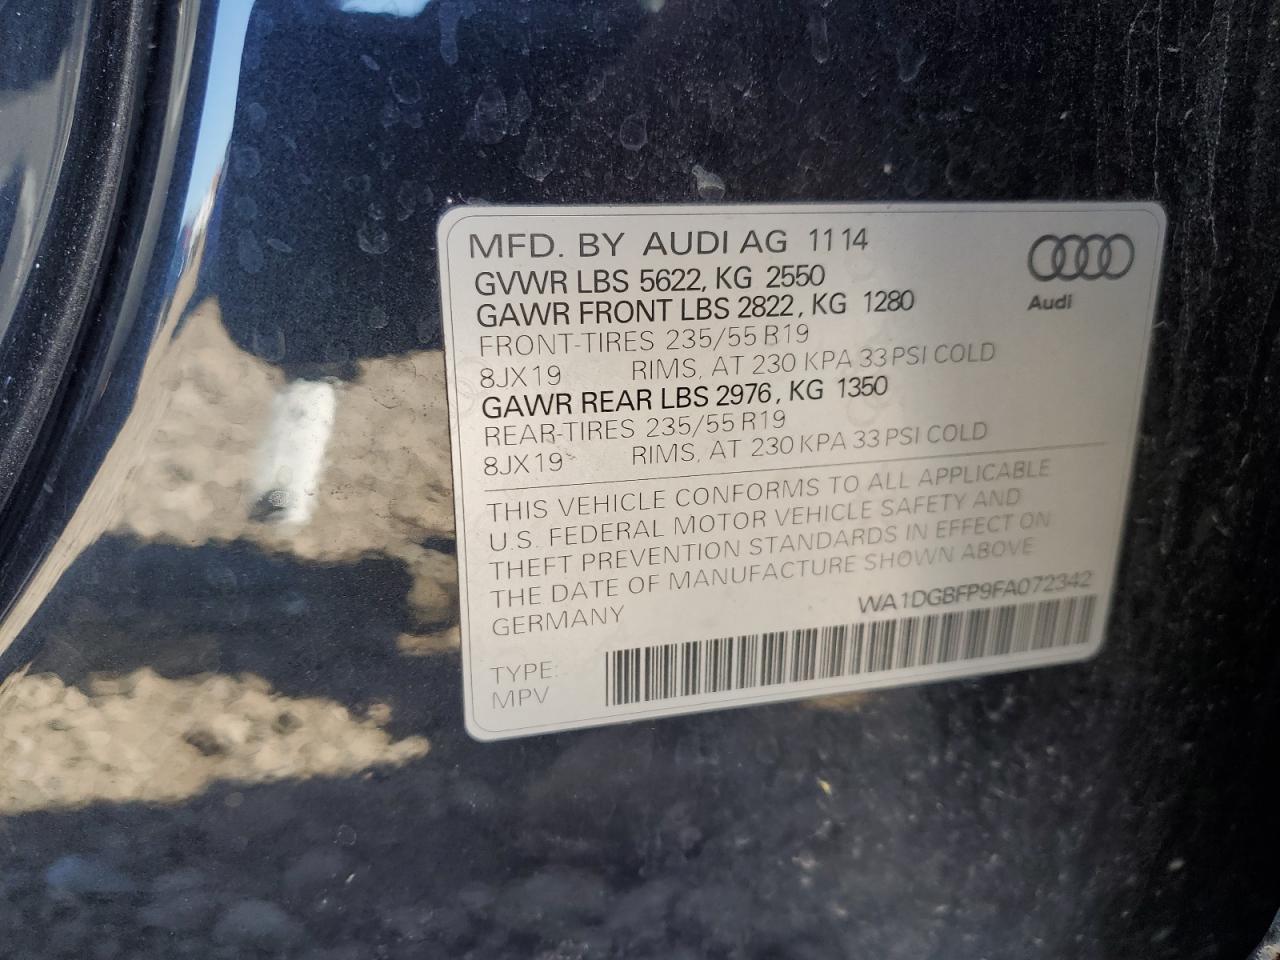 MFD. BY AUDI AG 11 14
GVWR LBS 5622, KG 2550
GAWR FRONT LBS 2822, KG 1280
FRONT-TIRES 235/55 R19
8JX19 RIMS, AT 230 KPA 33 PSI COLD
GAWR REAR LBS 2976, KG 1350
REAR-TIRES 235/55 R19
8JX19 RIMS, AT 230 KPA 33 PSI COLD
Audi
THIS VEHICLE CONFORMS TO ALL APPLICABLE
U.S. FEDERAL MOTOR VEHICLE SAFETY AND
THEFT PREVENTION STANDARDS IN EFFECT ON
THE DATE OF MANUFACTURE SHOWN ABOVE
GERMANY
WA1DGBFP9FA072342
TYPE:
MPV